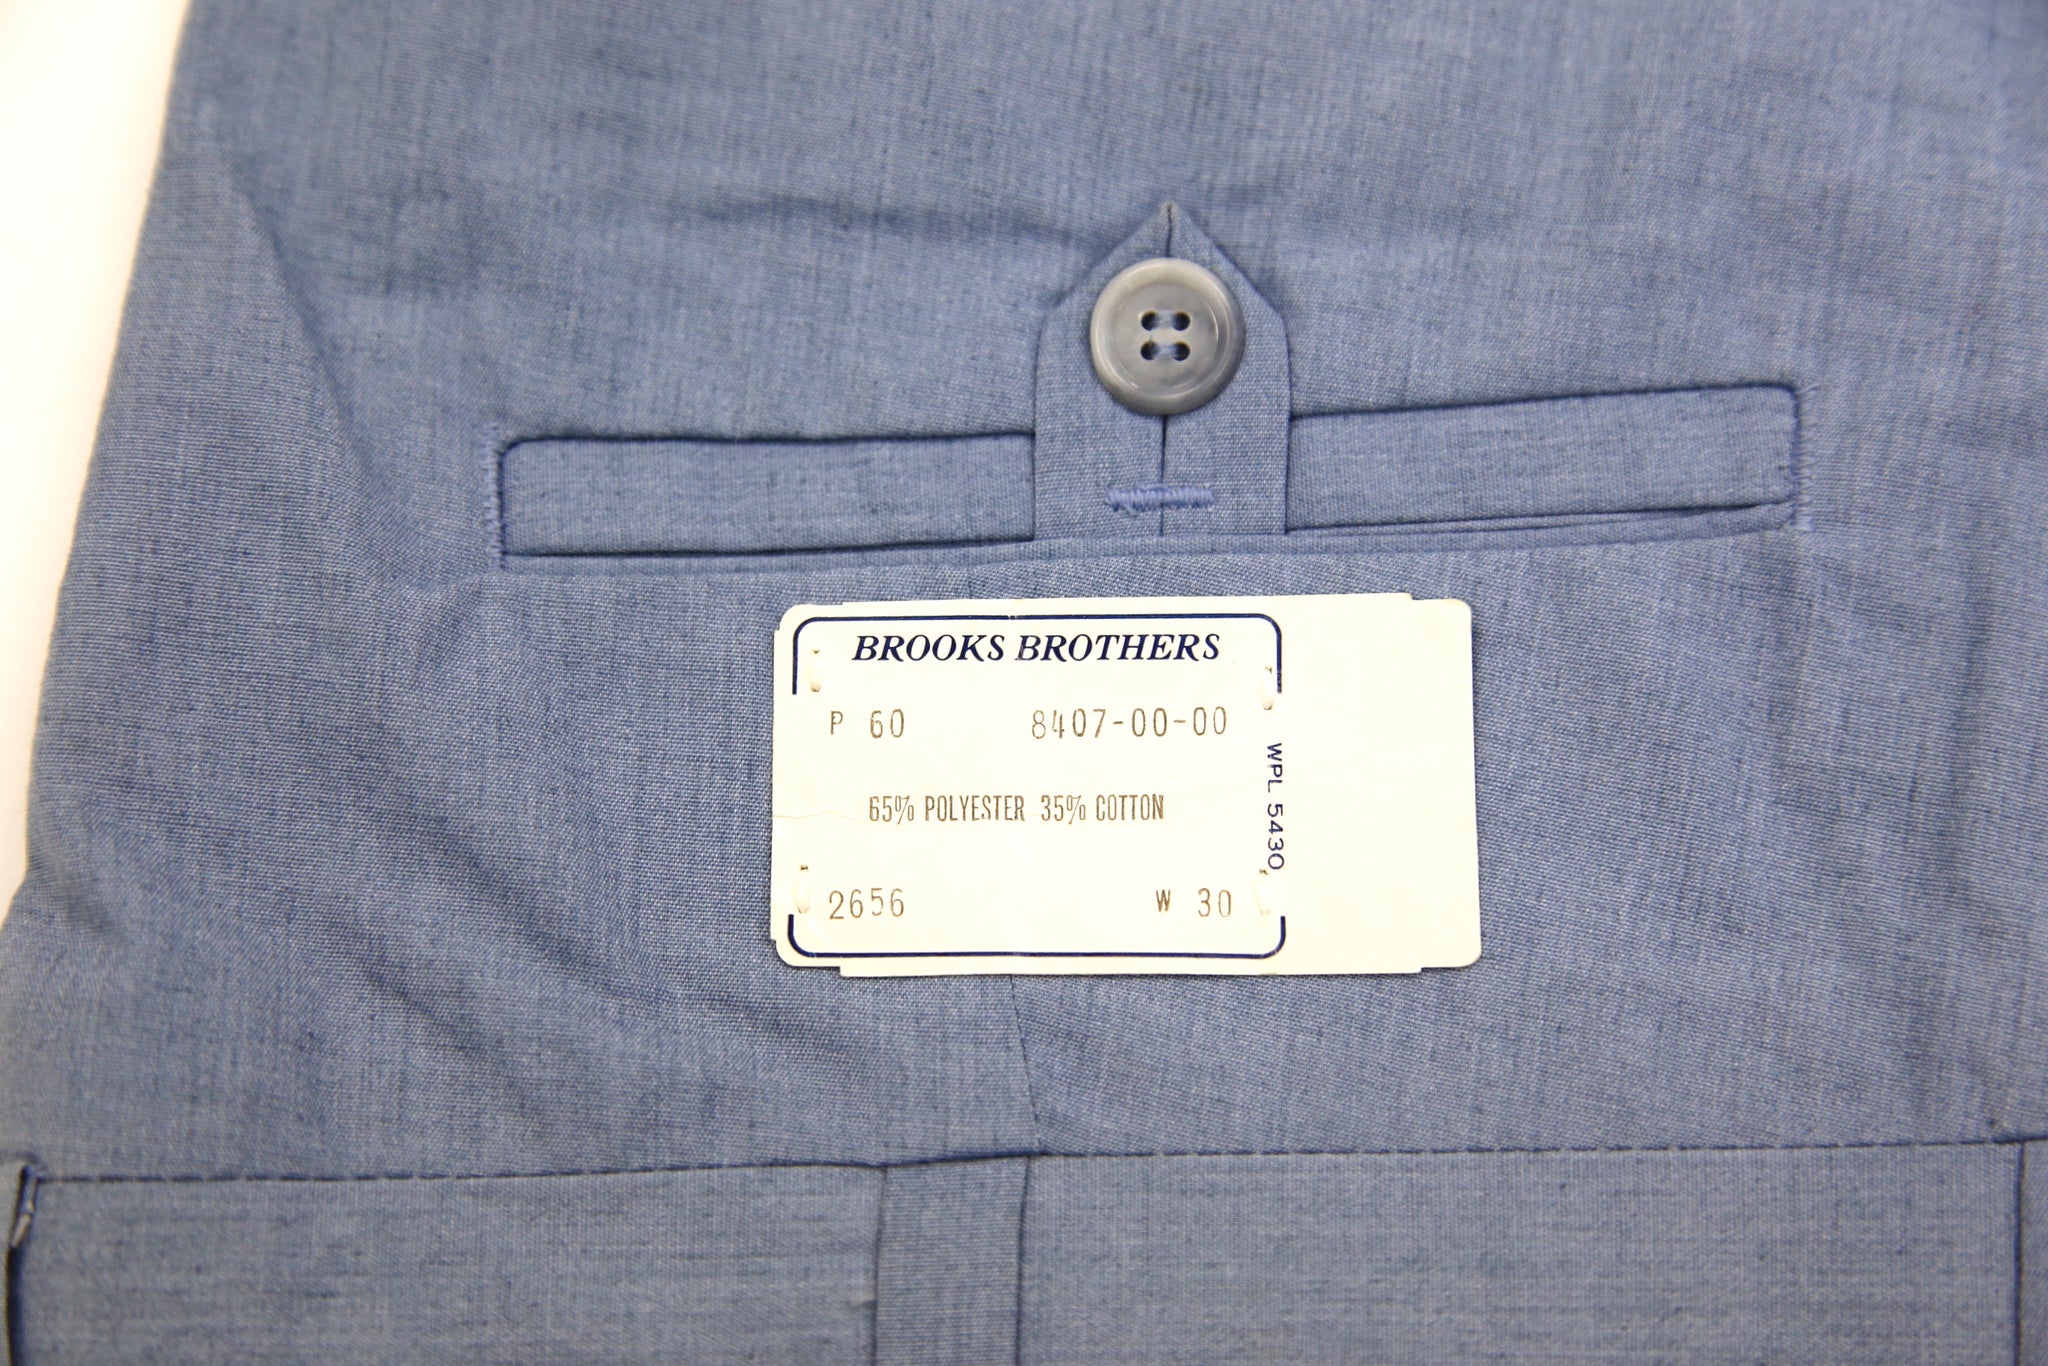 BROOKS BROTHERS
P 60 8407-00-00
65% POLYESTER 35% COTTON
2656 W 30
WPL 5430,